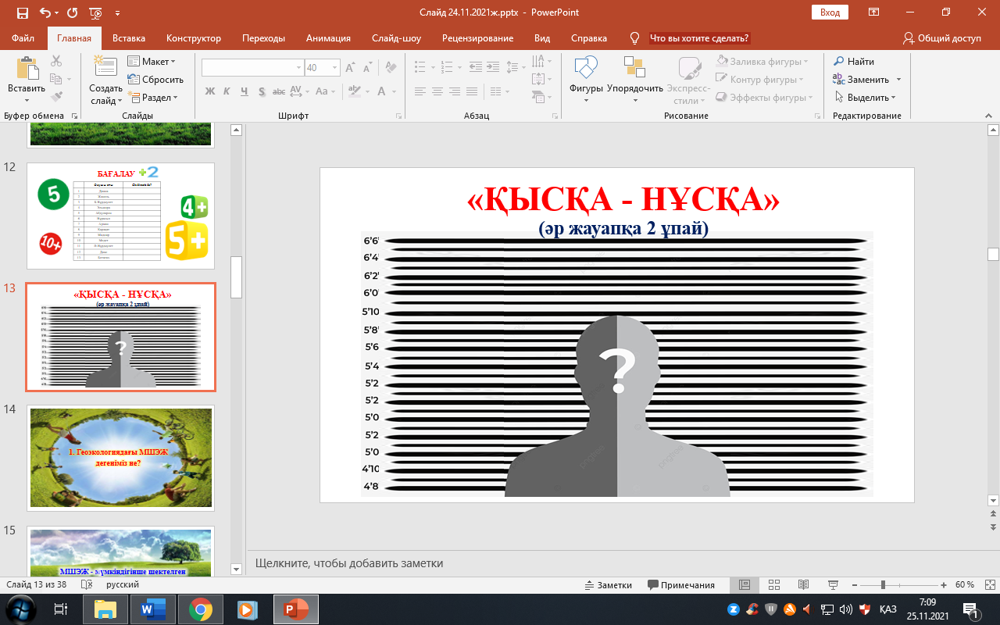 Слайд 24.11.2021ж.pptx - PowerPoint
Вход
Файл
Главная
Вставка
Конструктор
Переходы
Анимация
Слайд-шоу
Рецензирование
Вид
Справка
Что вы хотите сделать?
Общий доступ
Вставить
Буфер обмена
Создать слайд
Макет
Сбросить
Раздел
Слайды
40
Ж К Ч S abc AV Aa A
Шрифт
Абзац
Фигуры
Упорядочить
Экспресс-стили
Заливка фигуры
Контур фигуры
Эффекты фигуры
Рисование
Найти
Заменить
Выделить
Редактирование
12
БАҒАЛАУ +2
5
4+
5+
10+
13
«ҚЫСҚА - НҰСҚА»
(әр жауапқа 2 ұпай)
?
14
1. Геоэкологиядағы МШЭЖ
дегеніміз не?
15
МШЭЖ - мүмкіндігінше шектелген
«ҚЫСҚА - НҰСҚА»
(әр жауапқа 2 ұпай)
6'6'
6'4'
6'2'
6'0'
5'10
5'8'
5'6
5'4
5'2
5'2
5'0
5'2
5'0
4'10
4'8
?
Щелкните, чтобы добавить заметки
Слайд 13 из 38
русский
Заметки
Примечания
60 %
ҚАЗ
7:09
25.11.2021
1